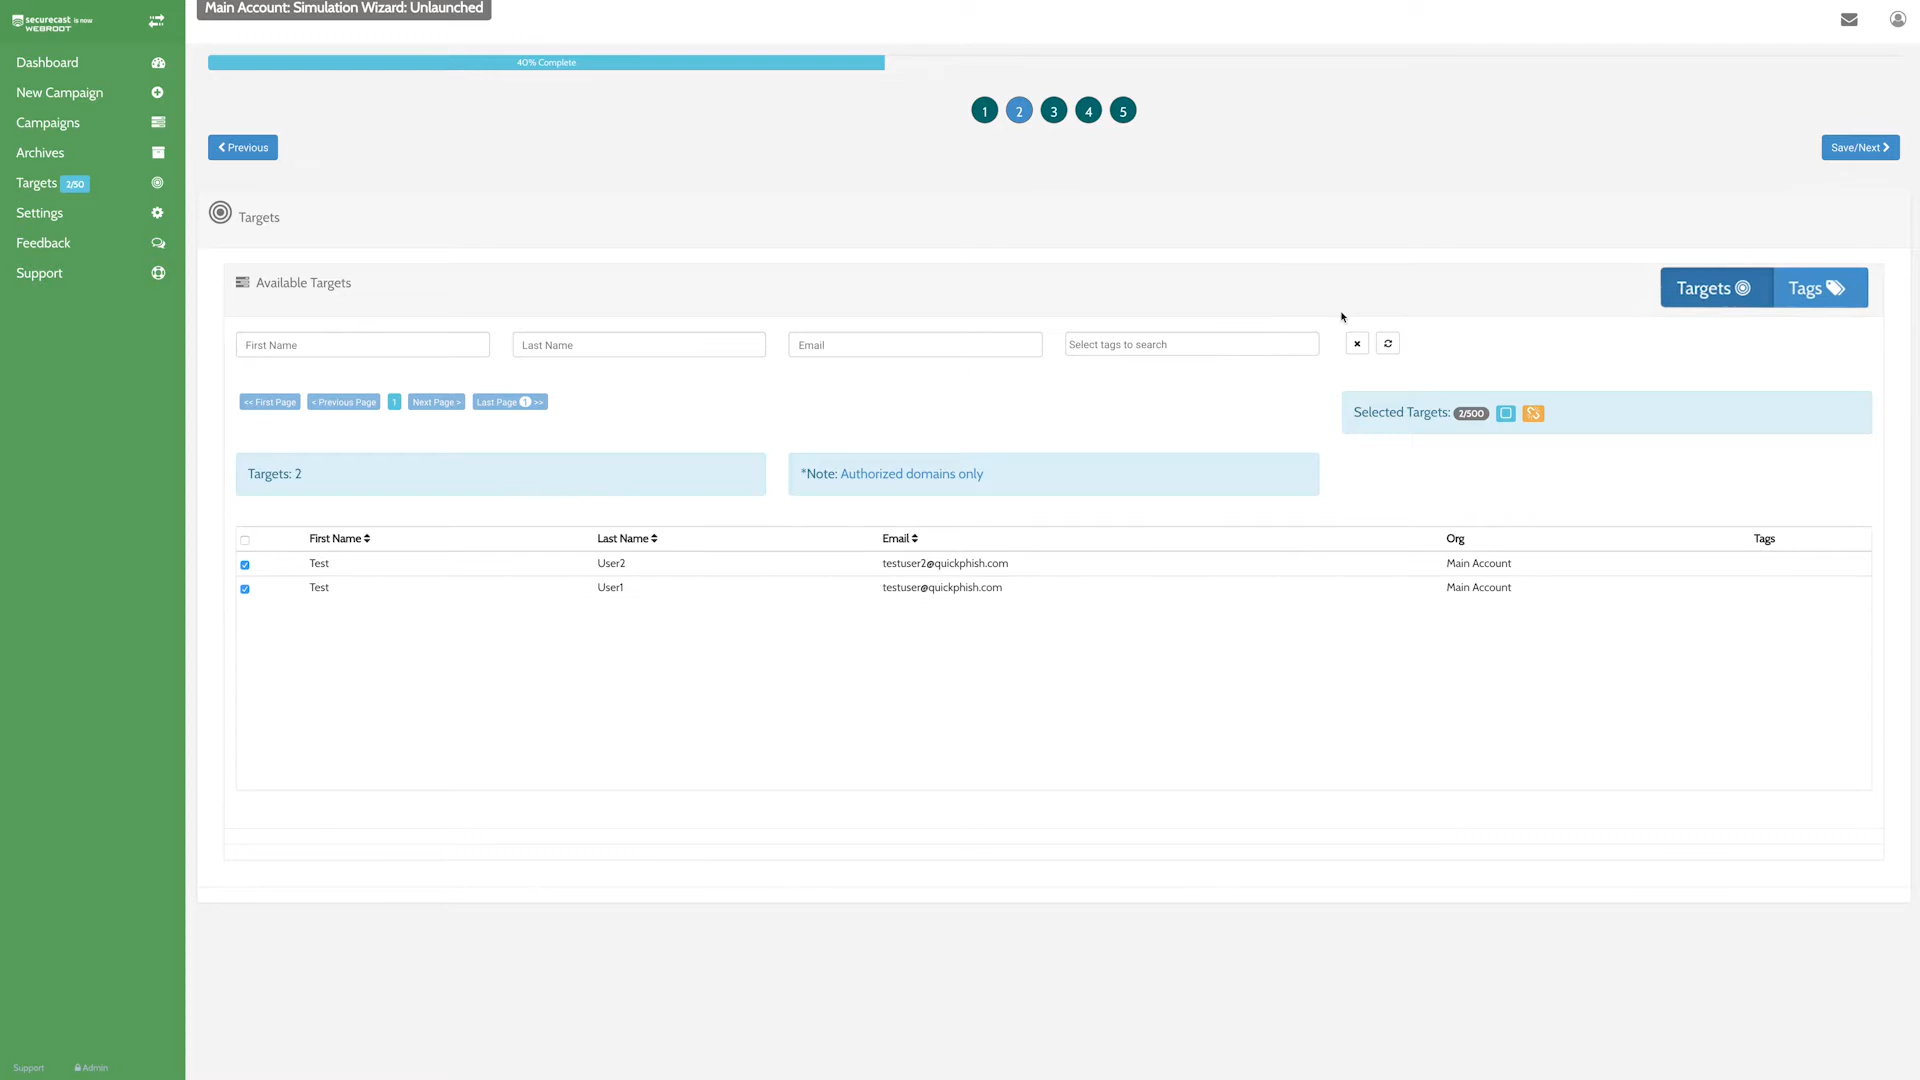 securecast is now
WEBROOT
Main Account: Simulation Wizard: Unlaunched
Dashboard
New Campaign
Campaigns
Archives
Targets 2/50
Settings
Feedback
Support
40% Complete
1 2 3 4 5
Previous
Save/Next
Targets
Available Targets
Targets
Tags
First Name
Last Name
Email
Select tags to search
<< First Page
< Previous Page
1
Next Page >
Last Page 1 >>
Selected Targets: 2/500
Targets: 2
*Note: Authorized domains only
First Name Last Name Email Org Tags
Test User2 testuser2@quickphish.com Main Account
Test User1 testuser@quickphish.com Main Account
Support
Admin